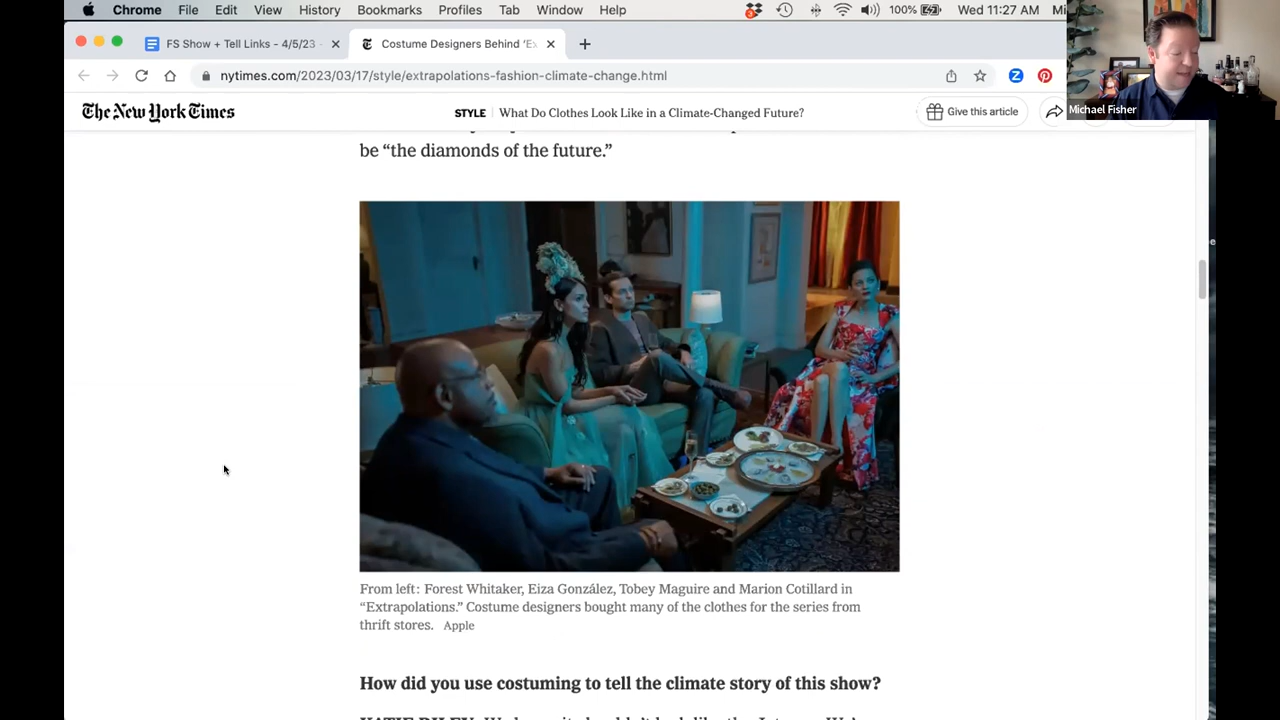 Chrome File Edit View History Bookmarks Profiles Tab Window Help 100% Wed 11:27 AM
FS Show + Tell Links - 4/5/23 Costume Designers Behind 'Ex
nytimes.com/2023/03/17/style/extrapolations-fashion-climate-change.html
Michael Fisher
The New York Times STYLE What Do Clothes Look Like in a Climate-Changed Future? Give this article
be “the diamonds of the future.”
From left: Forest Whitaker, Eiza González, Tobey Maguire and Marion Cotillard in
“Extrapolations.” Costume designers bought many of the clothes for the series from
thrift stores. Apple
How did you use costuming to tell the climate story of this show?